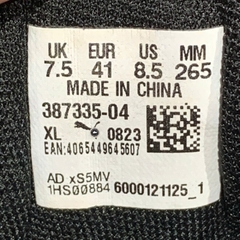 UK EUR US MM
7.5 41 8.5 265
MADE IN CHINA
387335-04
XL 0823
EAN:4065449645607
AD xS5MV
1HS00884 6000121125_1